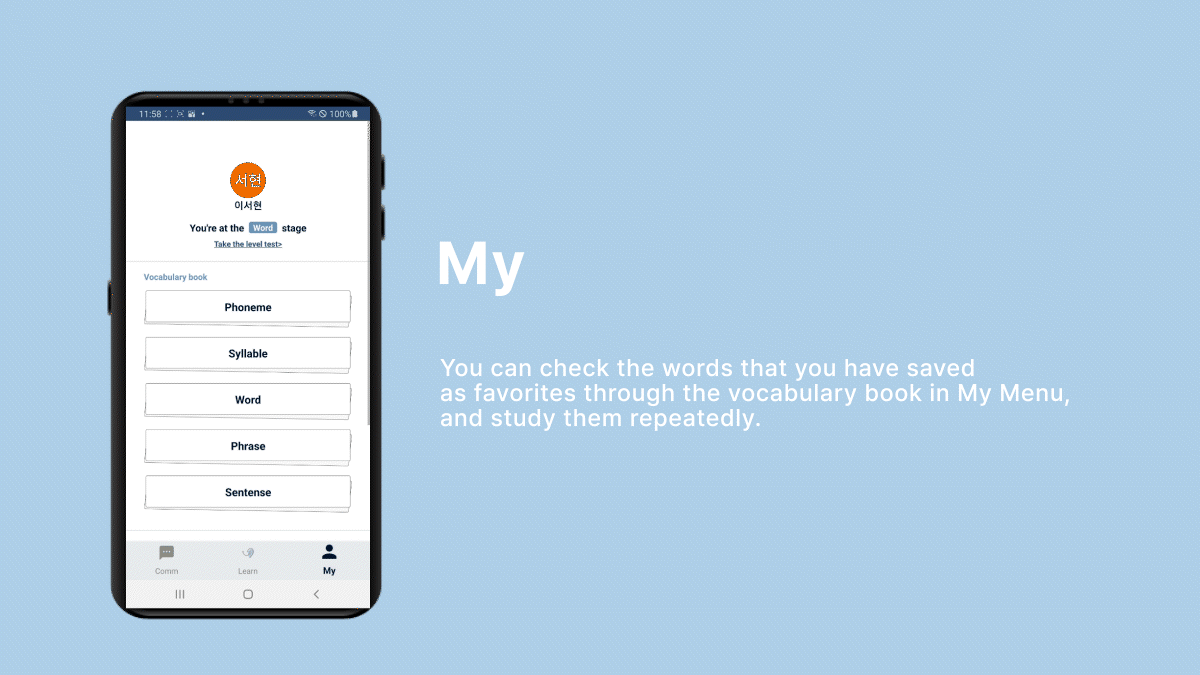 11:58
100%
서현
이서현
You're at the Word stage
Take the level test>
Vocabulary book
Phoneme
Syllable
Word
Phrase
Sentense
Comm
Learn
My
My
You can check the words that you have saved
as favorites through the vocabulary book in My Menu,
and study them repeatedly.